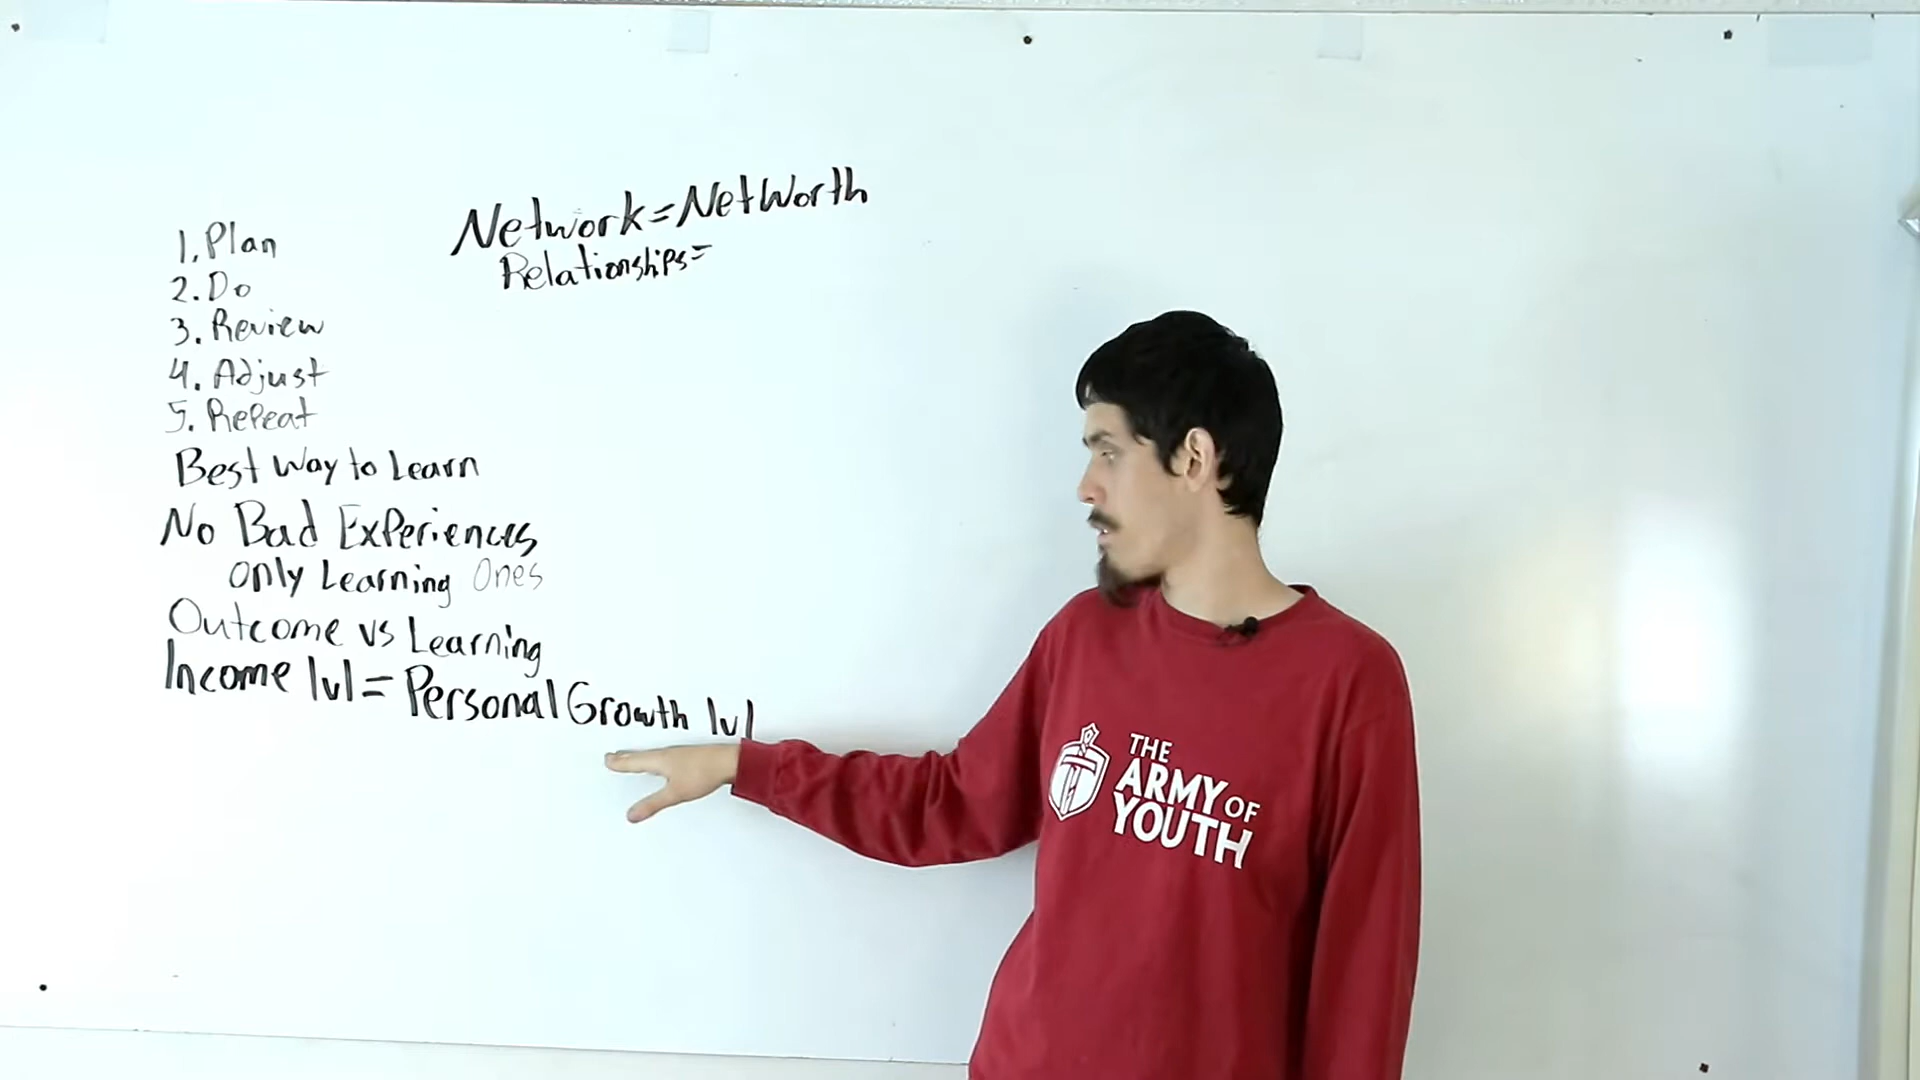 1. Plan
2. Do
3. Review
4. Adjust
5. Repeat
Best Way to Learn
No Bad Experiences
only Learning Ones
Outcome vs Learning
Income lvl = Personal Growth lvl
Network = NetWorth
Relationships =
THE
ARMY OF
YOUTH